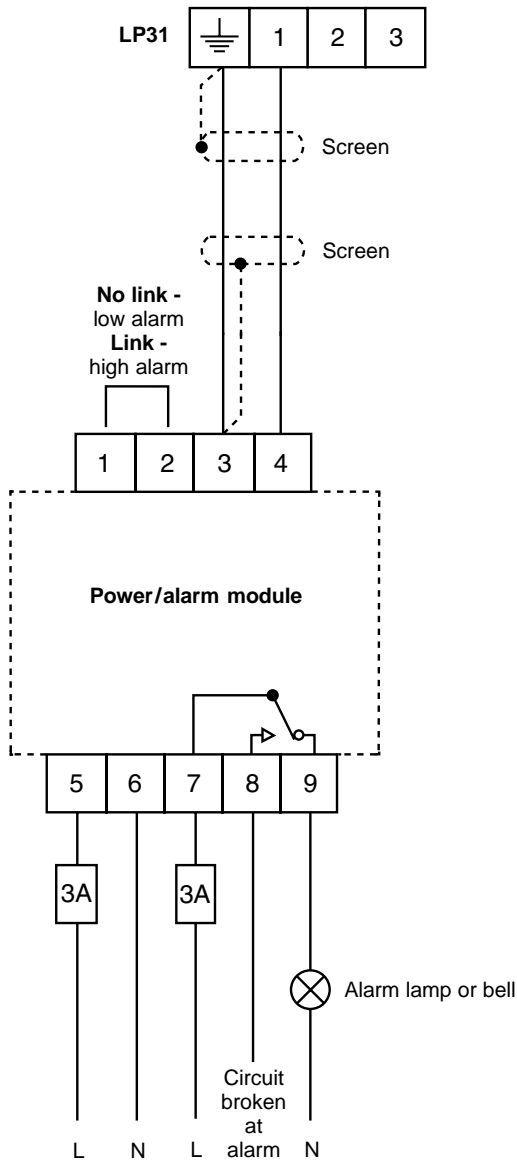 LP31
1 2 3
Screen
Screen
No link -
low alarm
Link -
high alarm
1 2 3 4
Power/alarm module
5 6 7 8 9
3A 3A
Alarm lamp or bell
Circuit
broken
at
alarm
L N L N